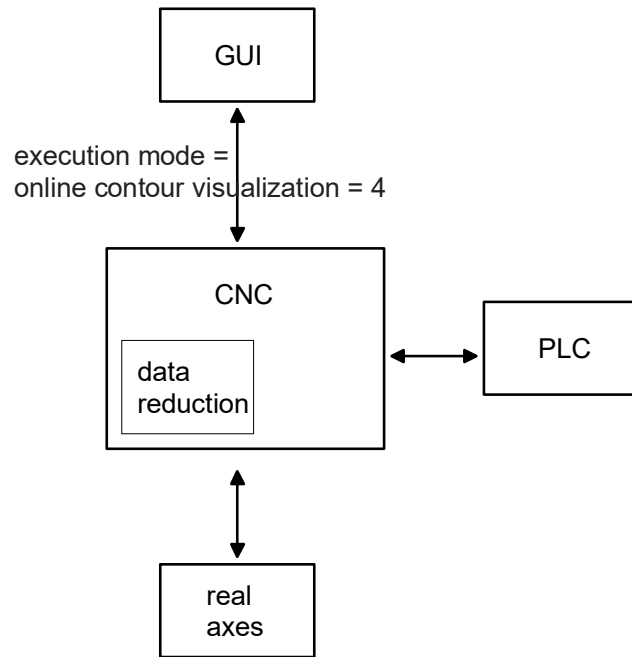 GUI
execution mode =
online contour visualization = 4
CNC
PLC
data
reduction
real
axes